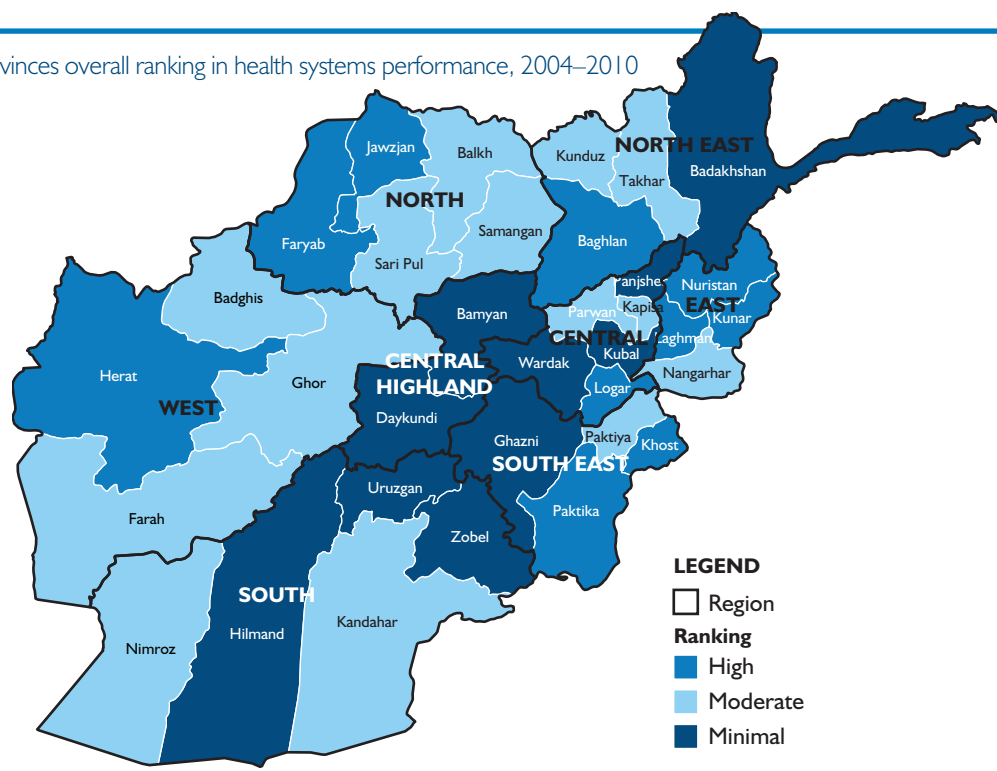 vinces overall ranking in health systems performance, 2004–2010
Jawzjan
Balkh
Kunduz
NORTH EAST
Takhar
Badakhshan
NORTH
Faryab
Samangan
Baghlan
Sari Pul
Badghis
Panjshe
Nuristan
EAST
Kapisa
Parwan
Kunar
Bamyan
CENTRAL
Laghman
Kubal
Wardak
Nangarhar
Herat
Ghor
CENTRAL
HIGHLAND
Logar
WEST
Daykundi
Ghazni
Paktiya
Khost
SOUTH EAST
Uruzgan
Farah
Paktika
Zobel
SOUTH
Kandahar
Hilmand
Nimroz
LEGEND
Region
Ranking
High
Moderate
Minimal